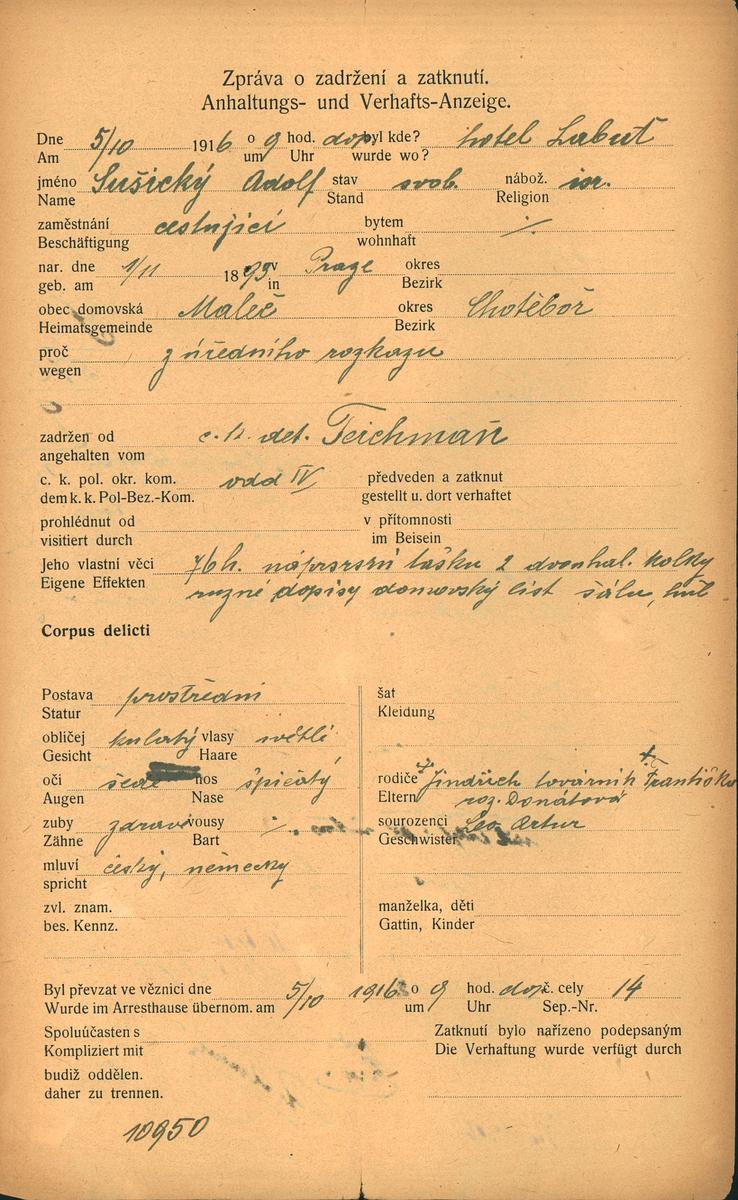 Zpráva o zadržení a zatknutí.
Anhaltungs- und Verhafts-Anzeige.
Dne 5/10 1916 o 9 hod. dop byl kde? hotel Labuť
Am um Uhr wurde wo?
jméno Sušický Adolf stav svob. nábož. isr.
Name Stand Religion
zaměstnání cestující bytem ./.
Beschäftigung wohnhaft
nar. dne 1/11 1893 v Praze okres
geb. am in Bezirk
obec domovská Maleč okres Chotěboř
Heimatsgemeinde Bezirk
proč z úředního rozkazu
wegen
zadržen od c. k. det. Teichman
angehalten vom
c. k. pol. okr. kom. odd IV předveden a zatknut
dem k. k. Pol-Bez.-Kom. gestellt u. dort verhaftet
prohlédnut od v přítomnosti
visitiert durch im Beisein
Jeho vlastní věci 76 h. náprsní tašku 2 dvouhal. kolky
Eigene Effekten různé dopisy domovský list šálu, hůl
Corpus delicti
Postava prostřední šat
Statur Kleidung
obličej kulatý vlasy světlé
Gesicht Haare
oči šedé nos špičatý rodiče Jindřich továrník Františka
Augen Nase Eltern roz. Donátová
zuby zdravé vousy ./. sourozenci Leo Artur
Zähne Bart Geschwister
mluví český, německy
spricht
zvl. znam. manželka, děti
bes. Kennz. Gattin, Kinder
Byl převzat ve věznici dne 5/10 1916 o 9 hod. dop č. cely 14
Wurde im Arresthause übernom. am um Uhr Sep.-Nr.
Spoluúčasten s Zatknutí bylo nařízeno podepsaným
Kompliziert mit Die Verhaftung wurde verfügt durch
budiž oddělen.
daher zu trennen.
10950